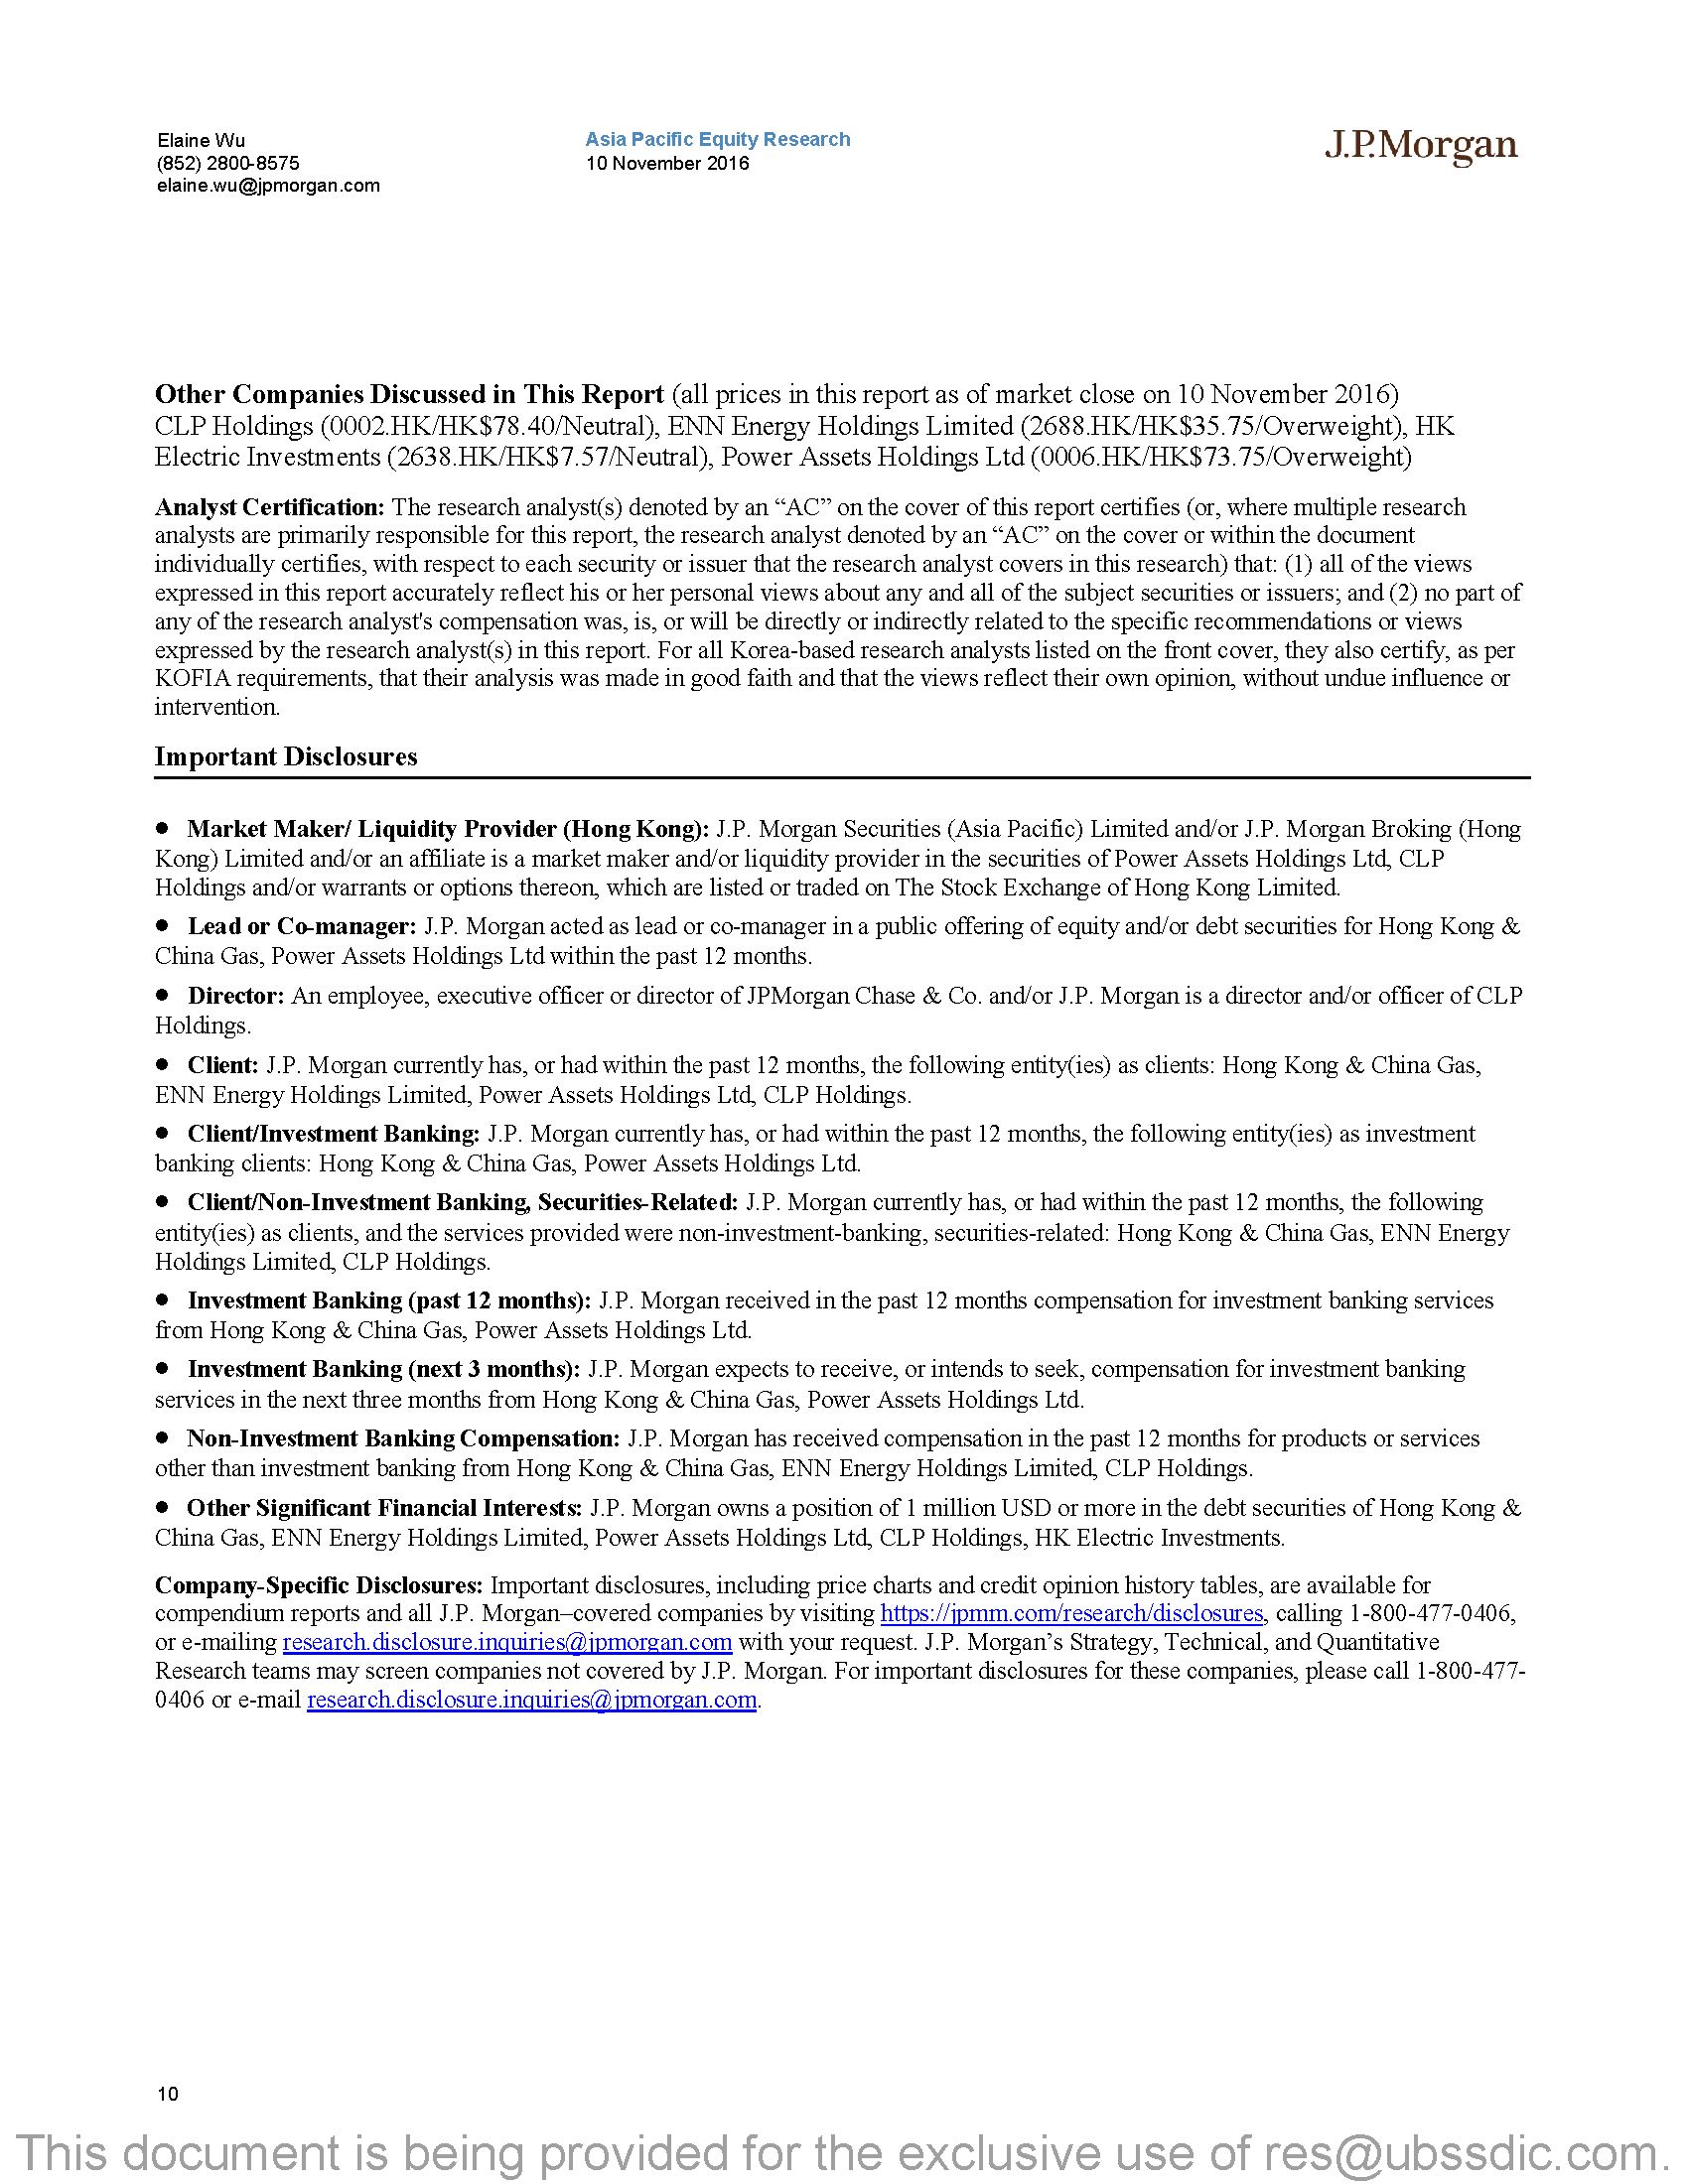 Elaine Wu
(852) 2800-8575
elaine.wu@jpmorgan.com
Asia Pacific Equity Research
10 November 2016
J.P.Morgan
Other Companies Discussed in This Report (all prices in this report as of market close on 10 November 2016)
CLP Holdings (0002.HK/HK$78.40/Neutral), ENN Energy Holdings Limited (2688.HK/HK$35.75/Overweight), HK
Electric Investments (2638.HK/HK$7.57/Neutral), Power Assets Holdings Ltd (0006.HK/HK$73.75/Overweight)
Analyst Certification: The research analyst(s) denoted by an “AC” on the cover of this report certifies (or, where multiple research
analysts are primarily responsible for this report, the research analyst denoted by an “AC” on the cover or within the document
individually certifies, with respect to each security or issuer that the research analyst covers in this research) that: (1) all of the views
expressed in this report accurately reflect his or her personal views about any and all of the subject securities or issuers; and (2) no part of
any of the research analyst's compensation was, is, or will be directly or indirectly related to the specific recommendations or views
expressed by the research analyst(s) in this report. For all Korea-based research analysts listed on the front cover, they also certify, as per
KOFIA requirements, that their analysis was made in good faith and that the views reflect their own opinion, without undue influence or
intervention.
Important Disclosures
● Market Maker/ Liquidity Provider (Hong Kong): J.P. Morgan Securities (Asia Pacific) Limited and/or J.P. Morgan Broking (Hong
Kong) Limited and/or an affiliate is a market maker and/or liquidity provider in the securities of Power Assets Holdings Ltd, CLP
Holdings and/or warrants or options thereon, which are listed or traded on The Stock Exchange of Hong Kong Limited.
● Lead or Co-manager: J.P. Morgan acted as lead or co-manager in a public offering of equity and/or debt securities for Hong Kong &
China Gas, Power Assets Holdings Ltd within the past 12 months.
● Director: An employee, executive officer or director of JPMorgan Chase & Co. and/or J.P. Morgan is a director and/or officer of CLP
Holdings.
● Client: J.P. Morgan currently has, or had within the past 12 months, the following entity(ies) as clients: Hong Kong & China Gas,
ENN Energy Holdings Limited, Power Assets Holdings Ltd, CLP Holdings.
● Client/Investment Banking: J.P. Morgan currently has, or had within the past 12 months, the following entity(ies) as investment
banking clients: Hong Kong & China Gas, Power Assets Holdings Ltd.
● Client/Non-Investment Banking, Securities-Related: J.P. Morgan currently has, or had within the past 12 months, the following
entity(ies) as clients, and the services provided were non-investment-banking, securities-related: Hong Kong & China Gas, ENN Energy
Holdings Limited, CLP Holdings.
● Investment Banking (past 12 months): J.P. Morgan received in the past 12 months compensation for investment banking services
from Hong Kong & China Gas, Power Assets Holdings Ltd.
● Investment Banking (next 3 months): J.P. Morgan expects to receive, or intends to seek, compensation for investment banking
services in the next three months from Hong Kong & China Gas, Power Assets Holdings Ltd.
● Non-Investment Banking Compensation: J.P. Morgan has received compensation in the past 12 months for products or services
other than investment banking from Hong Kong & China Gas, ENN Energy Holdings Limited, CLP Holdings.
● Other Significant Financial Interests: J.P. Morgan owns a position of 1 million USD or more in the debt securities of Hong Kong &
China Gas, ENN Energy Holdings Limited, Power Assets Holdings Ltd, CLP Holdings, HK Electric Investments.
Company-Specific Disclosures: Important disclosures, including price charts and credit opinion history tables, are available for
compendium reports and all J.P. Morgan–covered companies by visiting https://jpmm.com/research/disclosures, calling 1-800-477-0406,
or e-mailing research.disclosure.inquiries@jpmorgan.com with your request. J.P. Morgan’s Strategy, Technical, and Quantitative
Research teams may screen companies not covered by J.P. Morgan. For important disclosures for these companies, please call 1-800-477-
0406 or e-mail research.disclosure.inquiries@jpmorgan.com.
10
This document is being provided for the exclusive use of res@ubssdic.com.